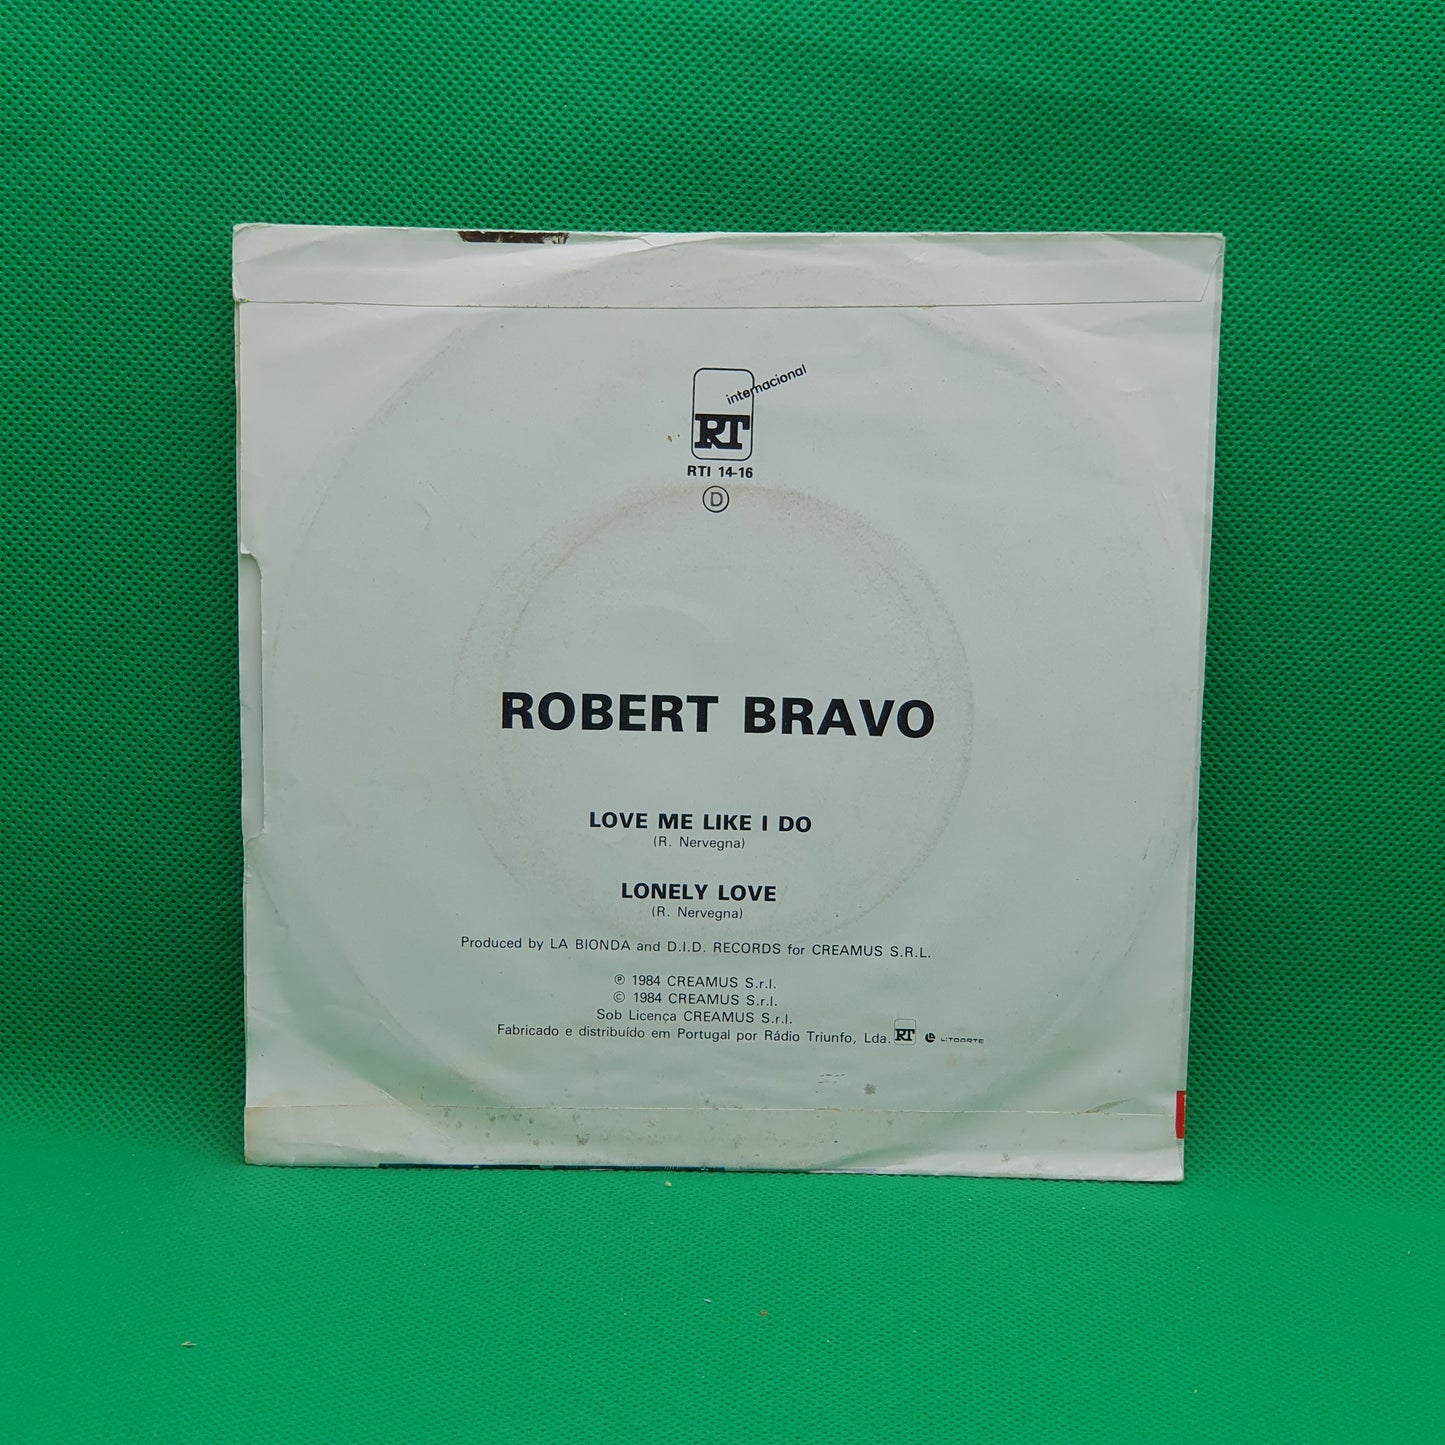 internacional
RT
RTI 14-16
D
ROBERT BRAVO
LOVE ME LIKE I DO
(R. Nervegna)
LONELY LOVE
(R. Nervegna)
Produced by LA BIONDA and D.I.D. RECORDS for CREAMUS S.R.L.
℗ 1984 CREAMUS S.r.l.
© 1984 CREAMUS S.r.l.
Sob Licença CREAMUS S.r.l.
Fabricado e distribuído em Portugal por Rádio Triunfo, Lda. RT LITOARTE